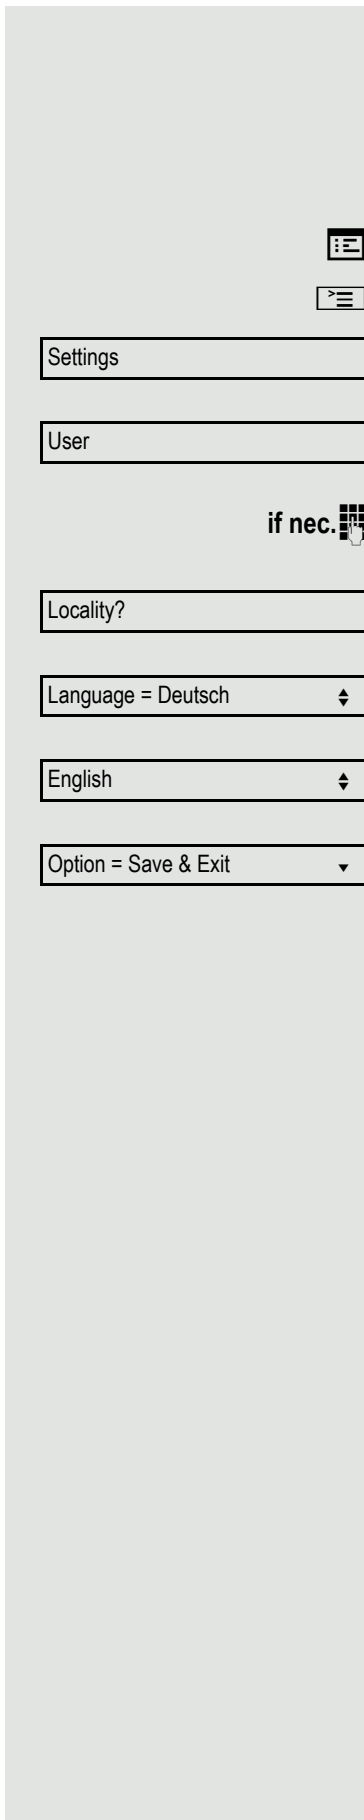 Settings
User
if nec.
Locality?
Language = Deutsch
English
Option = Save & Exit